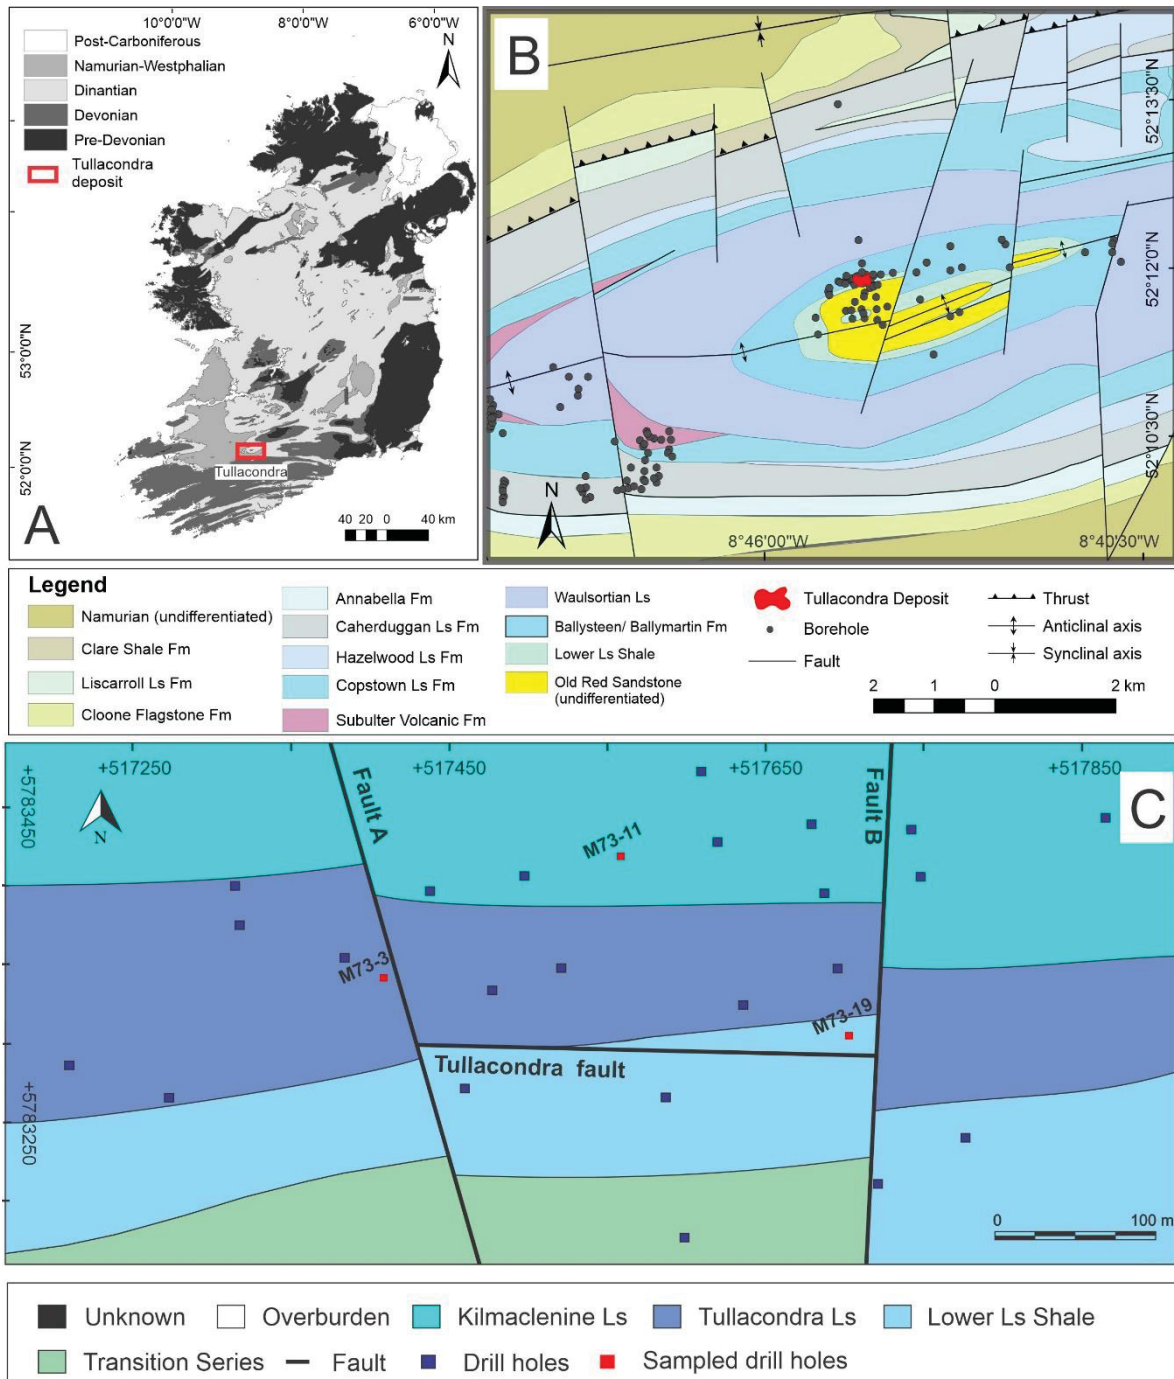 10°0'0"W 8°0'0"W 6°0'0"W
Post-Carboniferous
Namurian-Westphalian
Dinantian
Devonian
Pre-Devonian
Tullacondra
deposit
N
53°0'0"N
52°0'0"N
Tullacondra
A
40 20 0 40 km
B
52°13'30"N
52°12'0"N
52°10'30"N
N
8°46'00"W 8°40'30"W
Legend
Namurian (undifferentiated)
Clare Shale Fm
Liscarroll Ls Fm
Cloone Flagstone Fm
Annabella Fm
Caherduggan Ls Fm
Hazelwood Ls Fm
Copstown Ls Fm
Subulter Volcanic Fm
Waulsortian Ls
Ballysteen/ Ballymartin Fm
Lower Ls Shale
Old Red Sandstone
(undifferentiated)
Tullacondra Deposit
Borehole
Fault
Thrust
Anticlinal axis
Synclinal axis
2 1 0 2 km
+517250 +517450 +517650 +517850
+5783450
+5783250
N
Fault A
Fault B
C
M73-11
M73-3
M73-19
Tullacondra fault
0 100 m
Unknown Overburden Kilmaclenine Ls Tullacondra Ls Lower Ls Shale
Transition Series Fault Drill holes Sampled drill holes